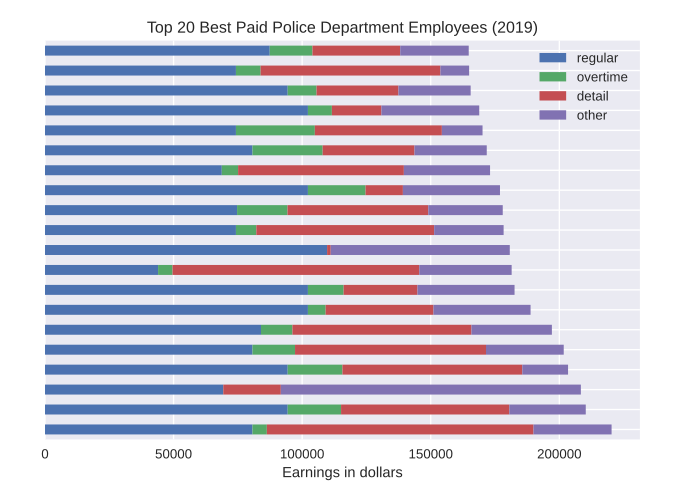 Top 20 Best Paid Police Department Employees (2019)
regular
overtime
detail
other
0 50000 100000 150000 200000
Earnings in dollars